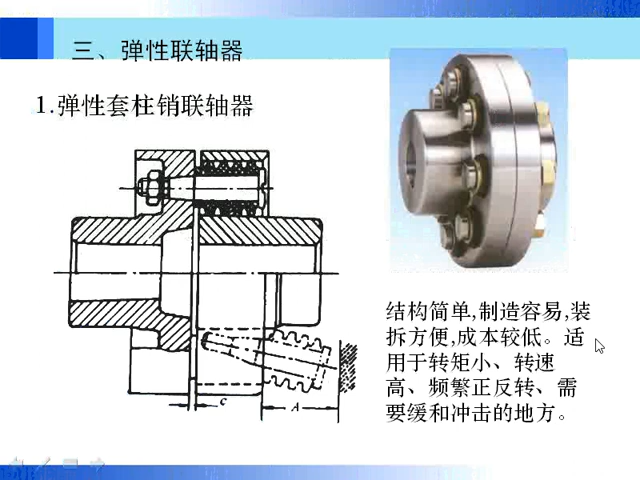 三、弹性联轴器
1.弹性套柱销联轴器
结构简单,制造容易,装
拆方便,成本较低。适
用于转矩小、转速
高、频繁正反转、需
要缓和冲击的地方。
c
A